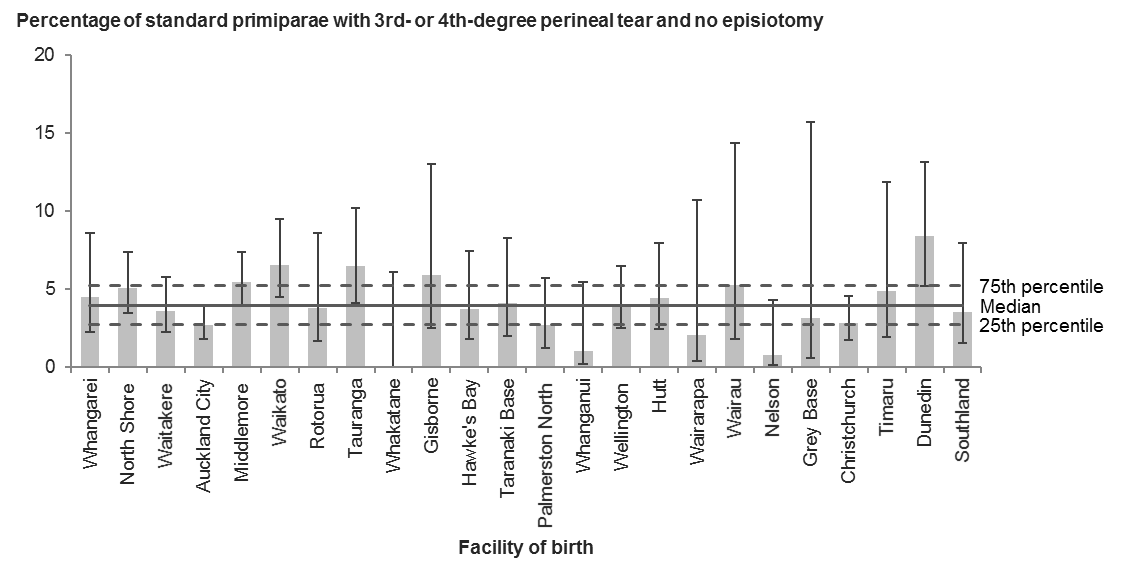 Percentage of standard primiparae with 3rd- or 4th-degree perineal tear and no episiotomy
20
15
10
5
0
75th percentile
Median
25th percentile
Whangarei
North Shore
Waitakere
Auckland City
Middlemore
Waikato
Rotorua
Tauranga
Whakatane
Gisborne
Hawke's Bay
Taranaki Base
Palmerston North
Whanganui
Wellington
Hutt
Wairarapa
Wairau
Nelson
Grey Base
Christchurch
Timaru
Dunedin
Southland
Facility of birth